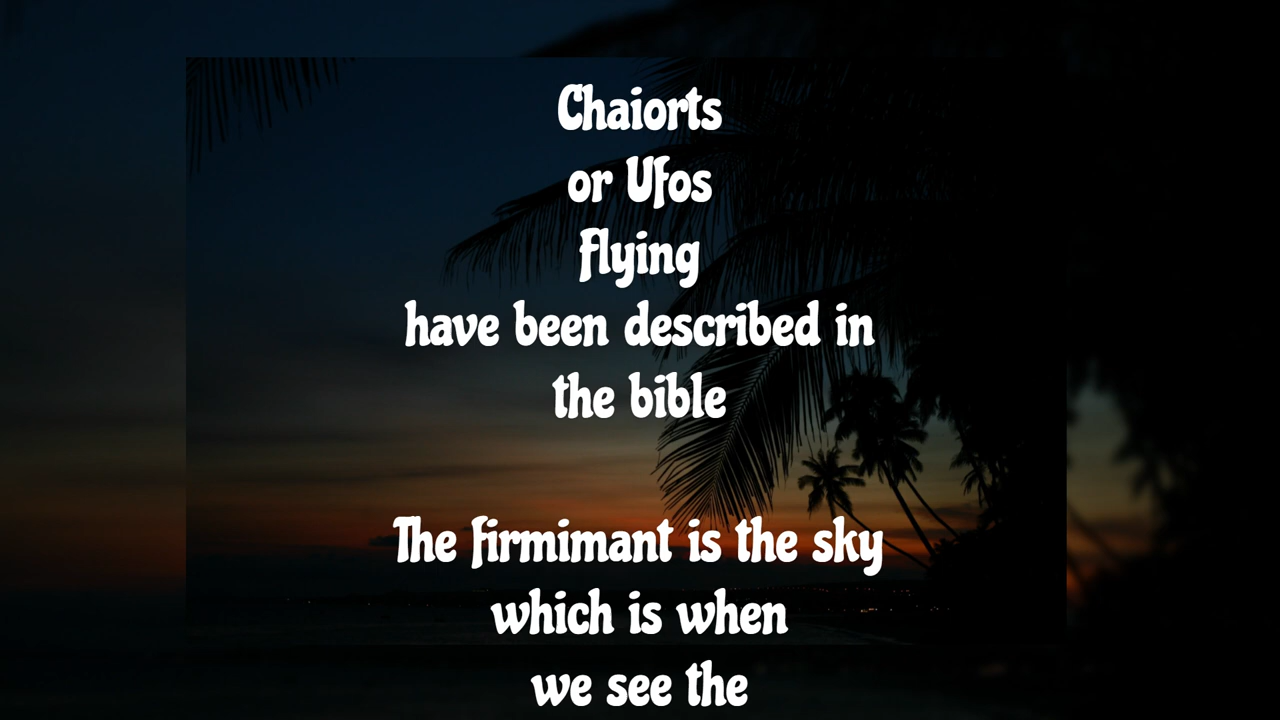 Chaiorts
or Ufos
Flying
have been described in
the bible
The firmimant is the sky
which is when
we see the